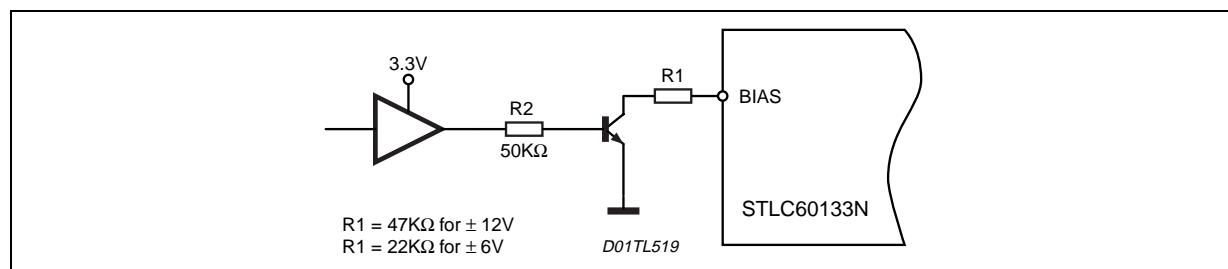 3.3V
R1
R2
BIAS
50KΩ
STLC60133N
R1 = 47KΩ for ± 12V
R1 = 22KΩ for ± 6V
D01TL519